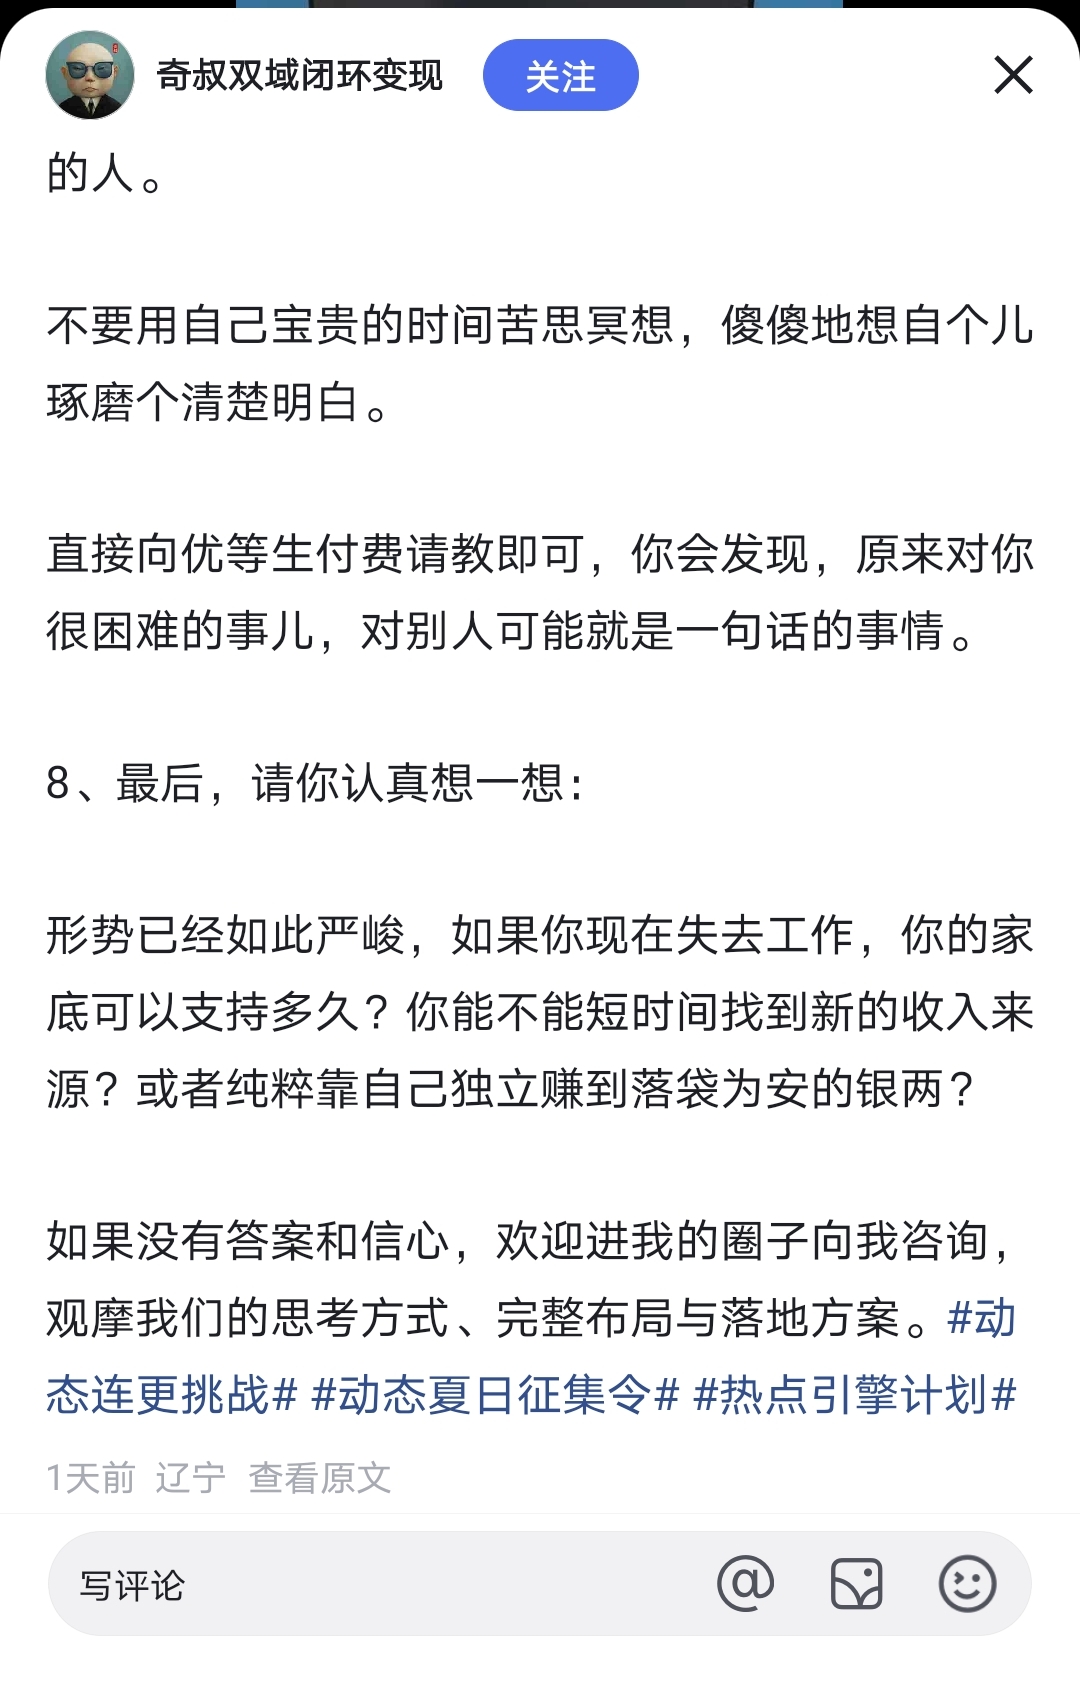 奇叔双域闭环变现
关注
的人。
不要用自己宝贵的时间苦思冥想，傻傻地想自个儿
琢磨个清楚明白。
直接向优等生付费请教即可，你会发现，原来对你
很困难的事儿，对别人可能就是一句话的事情。
8、最后，请你认真想一想：
形势已经如此严峻，如果你现在失去工作，你的家
底可以支持多久？你能不能短时间找到新的收入来
源？或者纯粹靠自己独立赚到落袋为安的银两？
如果没有答案和信心，欢迎进我的圈子向我咨询，
观摩我们的思考方式、完整布局与落地方案。#动
态连更挑战# #动态夏日征集令# #热点引擎计划#
1天前 辽宁 查看原文
写评论